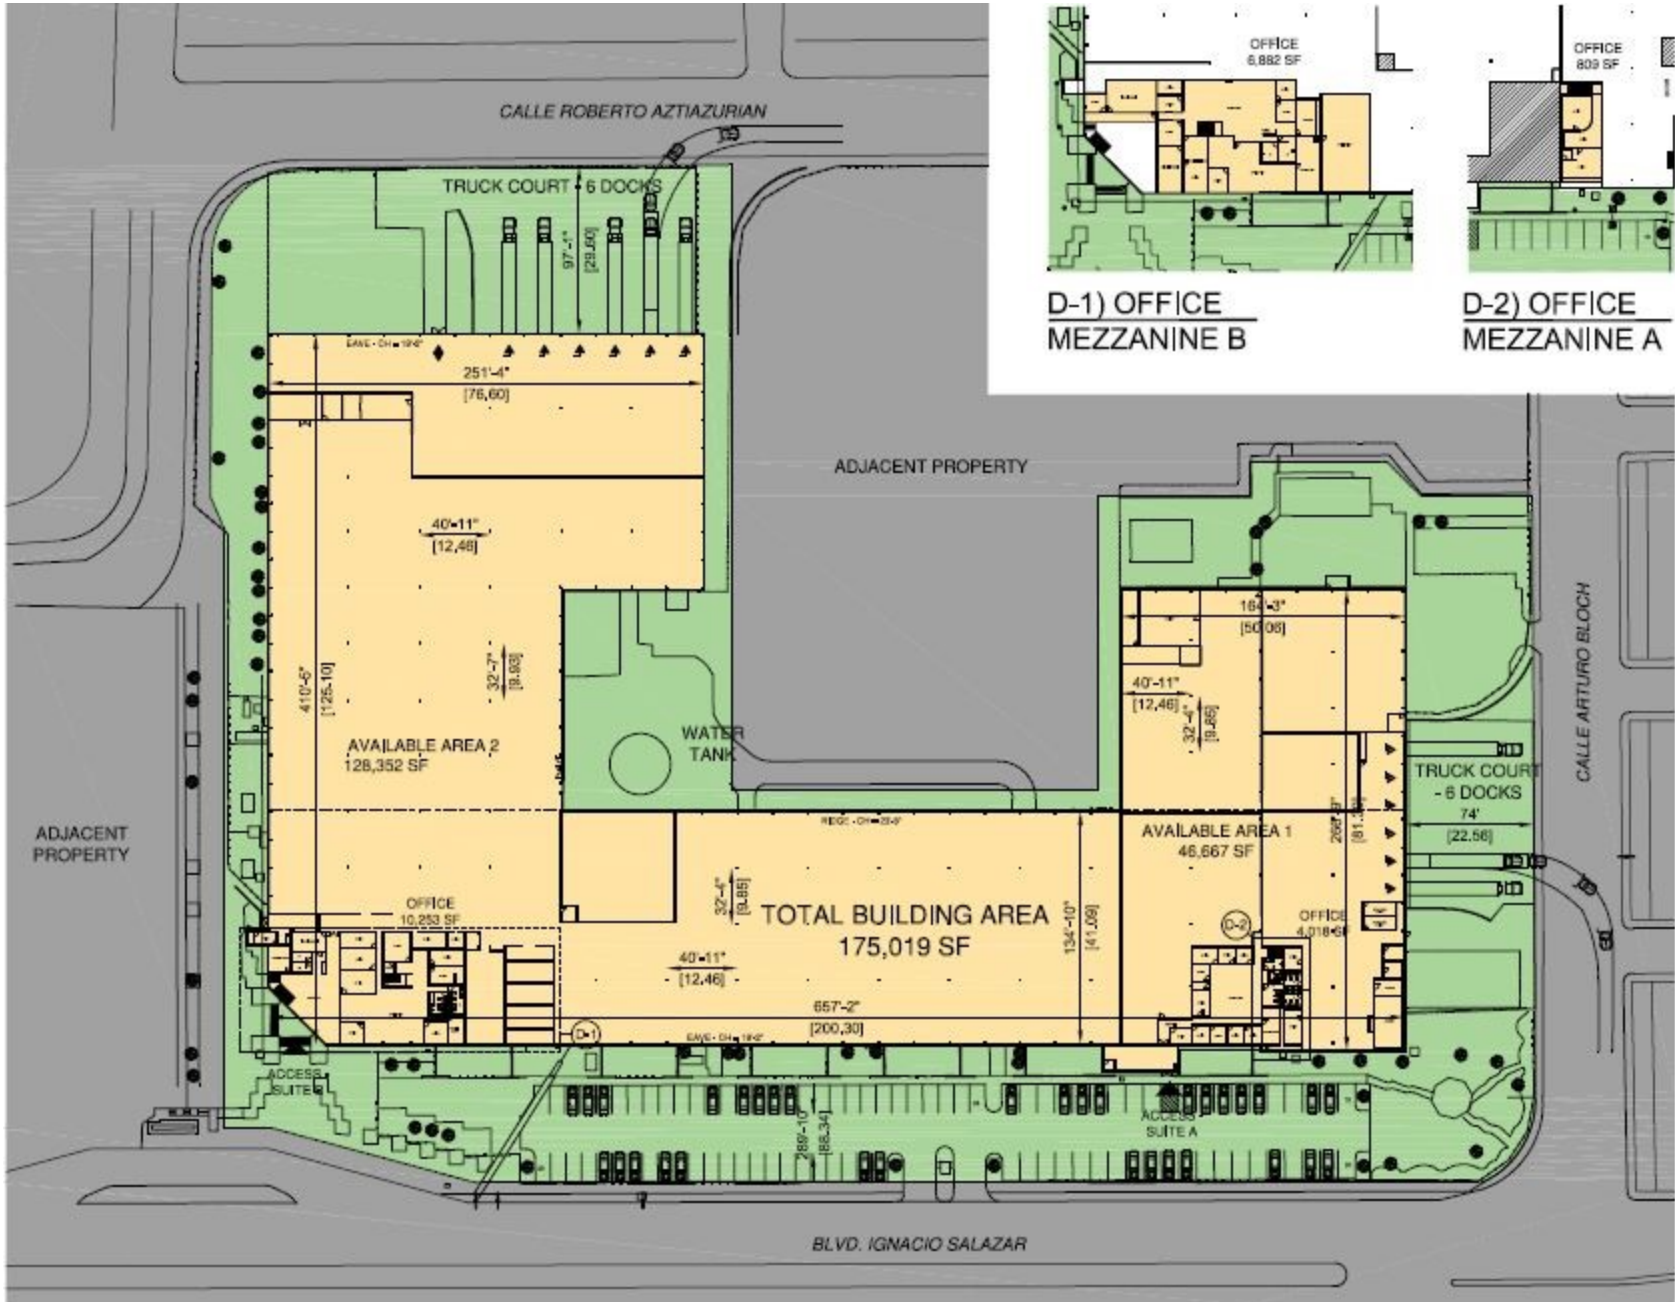 OFFICE
6,882 SF
OFFICE
809 SF
D-1) OFFICE
MEZZANINE B
D-2) OFFICE
MEZZANINE A
CALLE ROBERTO AZTIAZURIAN
TRUCK COURT - 6 DOCKS
97'-1"
[29.60]
251'-4"
[76,60]
ADJACENT PROPERTY
40'-11"
[12,46]
164'-3"
[50.06]
CALLE ARTURO BLOCH
32'-7"
[9.93]
410'-6"
[125-10]
40'-11"
[12,46]
32'-4"
[9.85]
WATER
TANK
AVAILABLE AREA 2
128,352 SF
TRUCK COURT
- 6 DOCKS
74'
[22.56]
ADJACENT
PROPERTY
AVAILABLE AREA 1
46,667 SF
OFFICE
10,253 SF
32'-4"
[9.85]
TOTAL BUILDING AREA
175,019 SF
134'-10"
[41.09]
D-2
OFFICE
4,018 SF
40'-11"
[12.46]
657'-2"
[200,30]
D-1
ACCESS
SUITE B
289'-10"
[88.34]
ACCESS
SUITE A
BLVD. IGNACIO SALAZAR